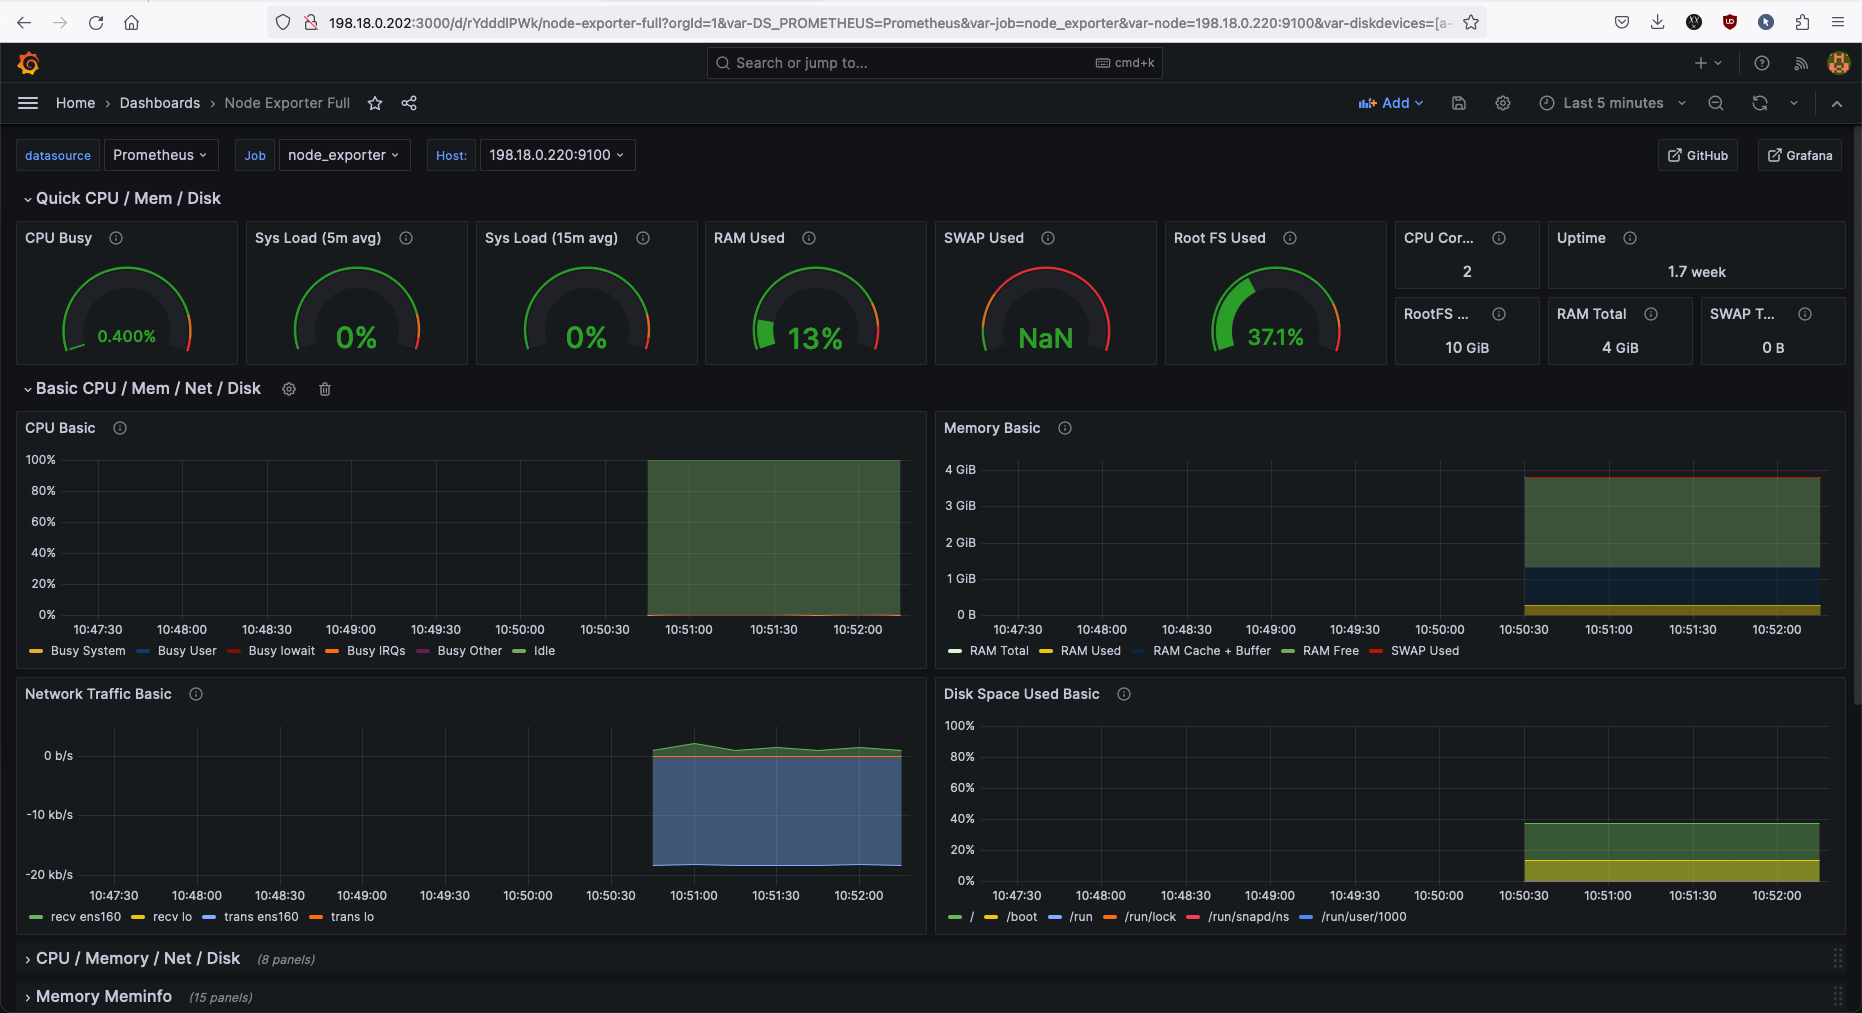 198.18.0.202:3000/d/rYdddlPWk/node-exporter-full?orgId=1&var-DS_PROMETHEUS=Prometheus&var-job=node_exporter&var-node=198.18.0.220:9100&var-diskdevices=[a-
Search or jump to... cmd+k
Home › Dashboards › Node Exporter Full Add Last 5 minutes
datasource Prometheus Job node_exporter Host: 198.18.0.220:9100 GitHub Grafana
Quick CPU / Mem / Disk
CPU Busy Sys Load (5m avg) Sys Load (15m avg) RAM Used SWAP Used Root FS Used CPU Cor... Uptime
2 1.7 week
RootFS ... RAM Total SWAP T...
0.400% 0% 0% 13% NaN 37.1% 10 GiB 4 GiB 0 B
Basic CPU / Mem / Net / Disk
CPU Basic
100%
80%
60%
40%
20%
0%
10:47:30 10:48:00 10:48:30 10:49:00 10:49:30 10:50:00 10:50:30 10:51:00 10:51:30 10:52:00
Busy System Busy User Busy Iowait Busy IRQs Busy Other Idle
Memory Basic
4 GiB
3 GiB
2 GiB
1 GiB
0 B
10:47:30 10:48:00 10:48:30 10:49:00 10:49:30 10:50:00 10:50:30 10:51:00 10:51:30 10:52:00
RAM Total RAM Used RAM Cache + Buffer RAM Free SWAP Used
Network Traffic Basic
0 b/s
-10 kb/s
-20 kb/s
10:47:30 10:48:00 10:48:30 10:49:00 10:49:30 10:50:00 10:50:30 10:51:00 10:51:30 10:52:00
recv ens160 recv lo trans ens160 trans lo
Disk Space Used Basic
100%
80%
60%
40%
20%
0%
10:47:30 10:48:00 10:48:30 10:49:00 10:49:30 10:50:00 10:50:30 10:51:00 10:51:30 10:52:00
/ /boot /run /run/lock /run/snapd/ns /run/user/1000
CPU / Memory / Net / Disk (8 panels)
Memory Meminfo (15 panels)